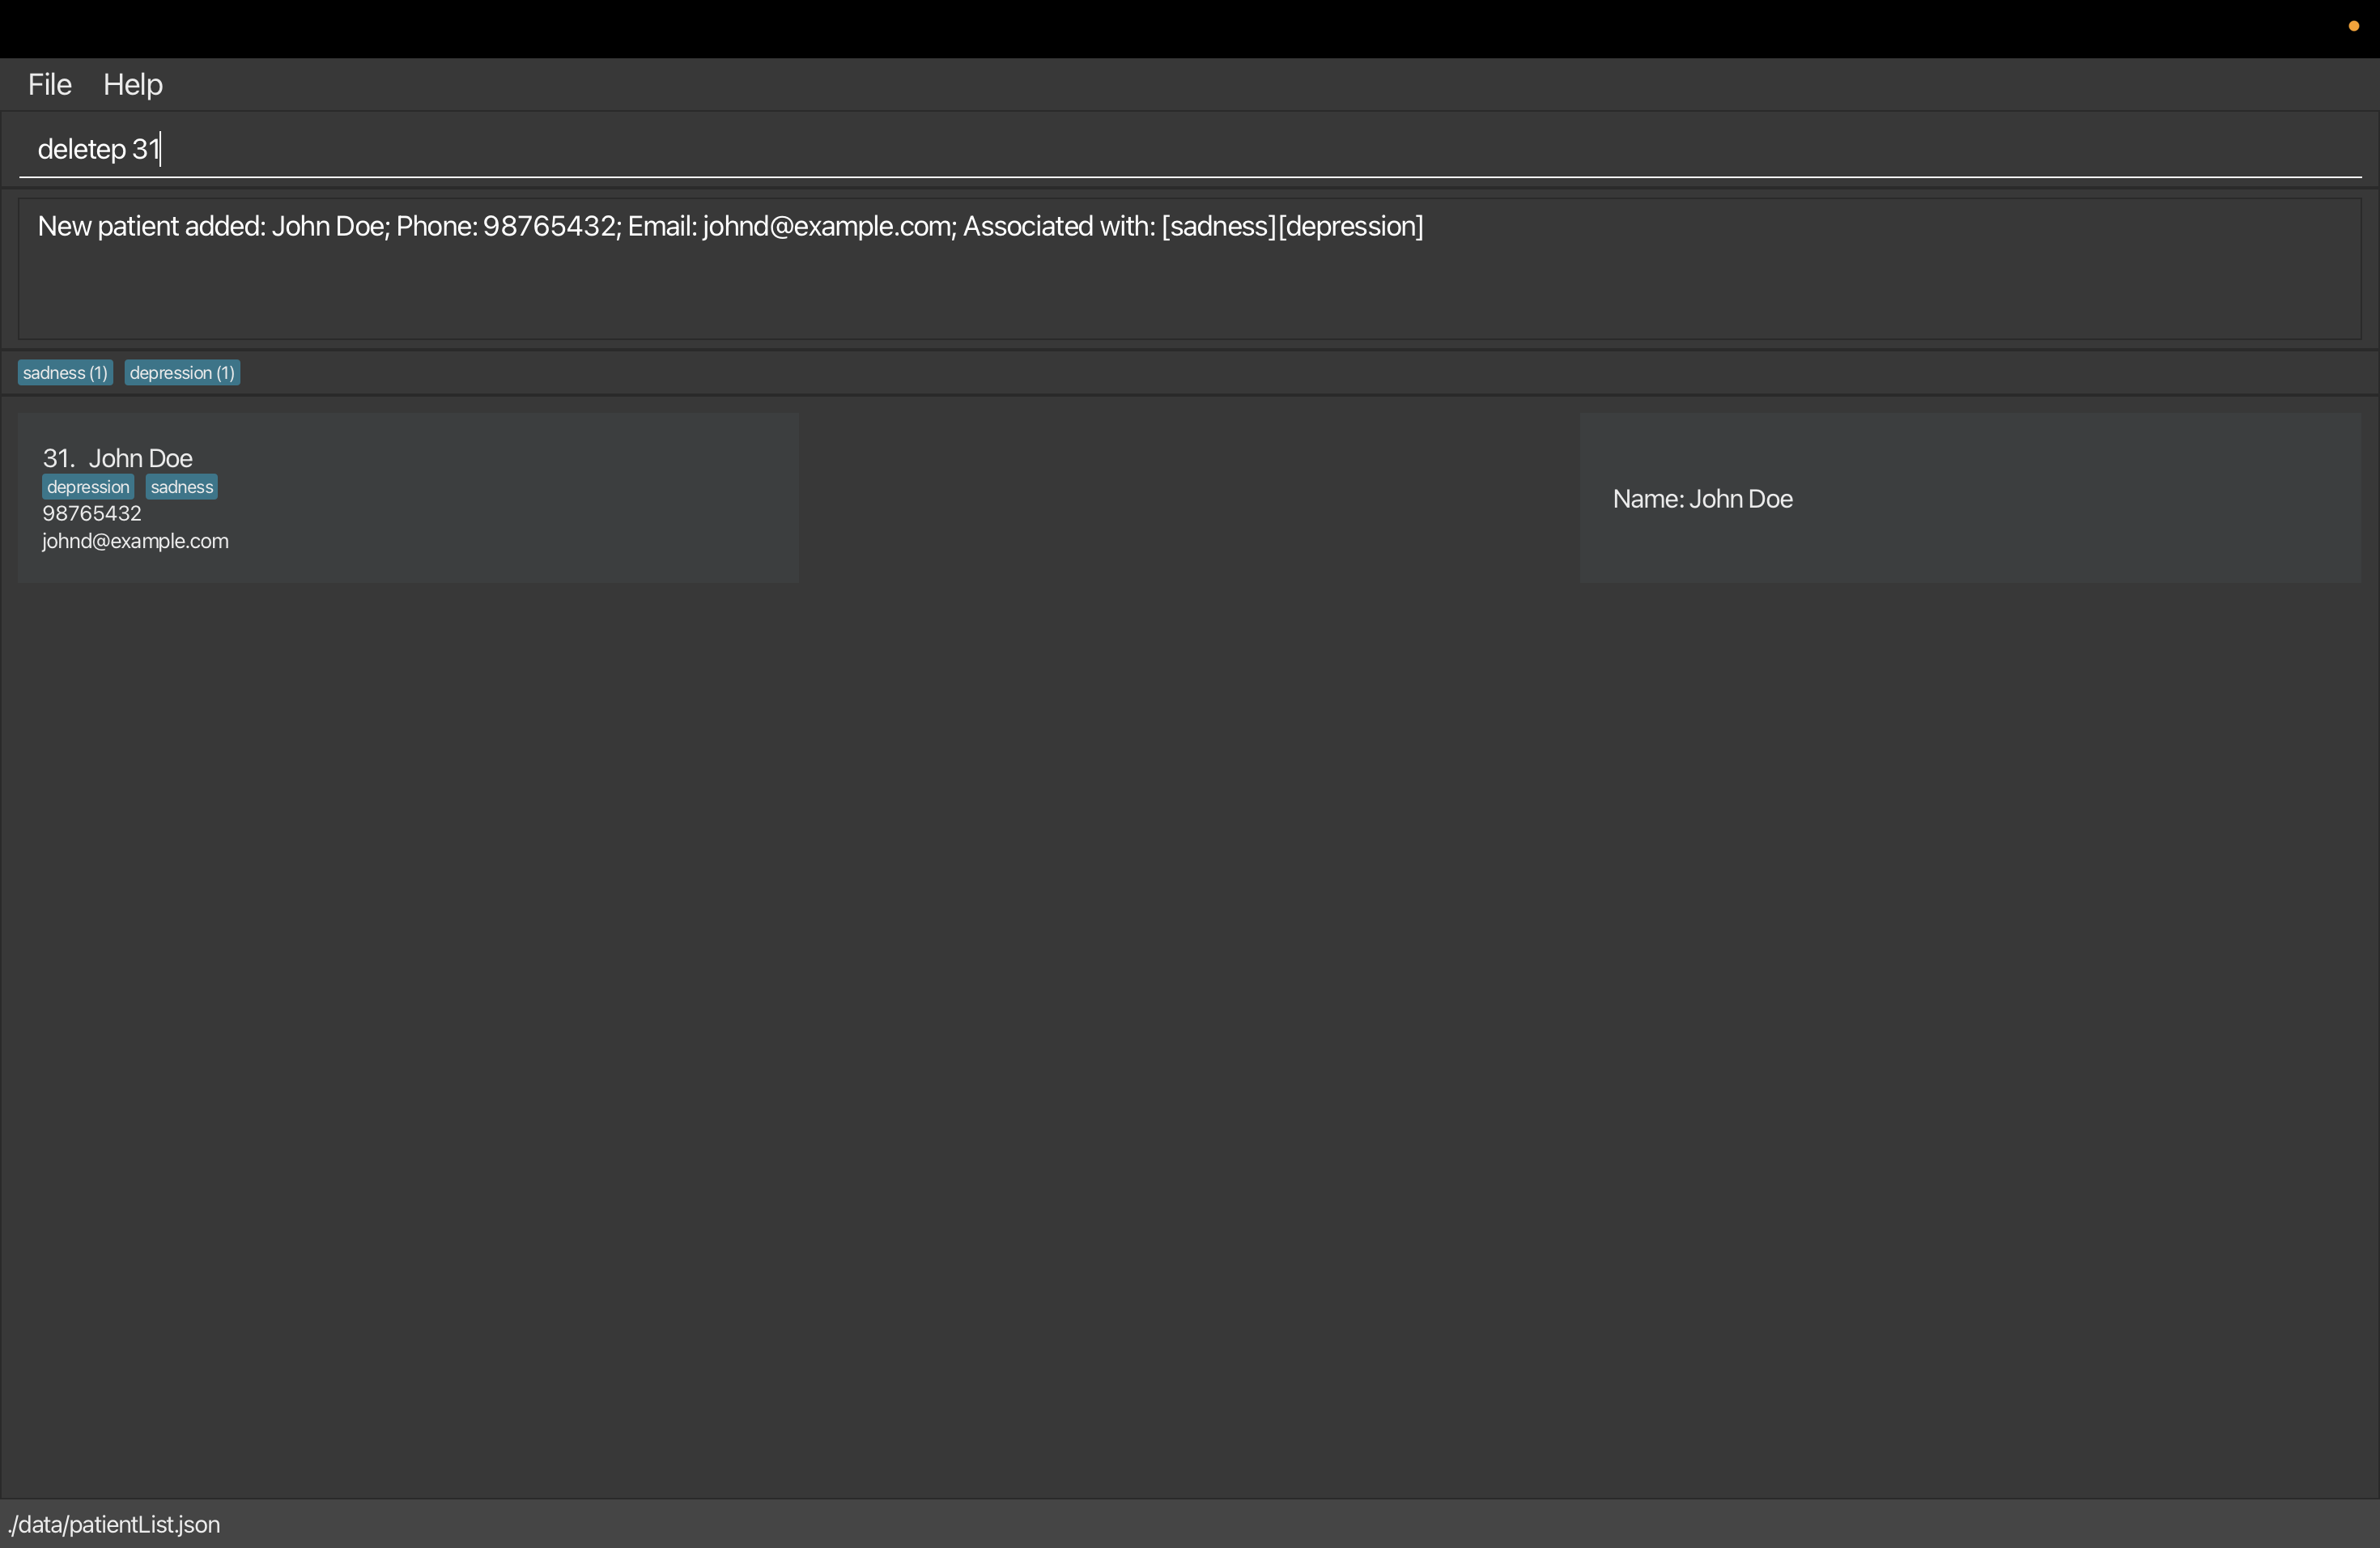 File Help
deletep 31
New patient added: John Doe; Phone: 98765432; Email: johnd@example.com; Associated with: [sadness][depression]
sadness (1) depression (1)
31. John Doe
depression sadness
98765432
johnd@example.com
Name: John Doe
./data/patientList.json